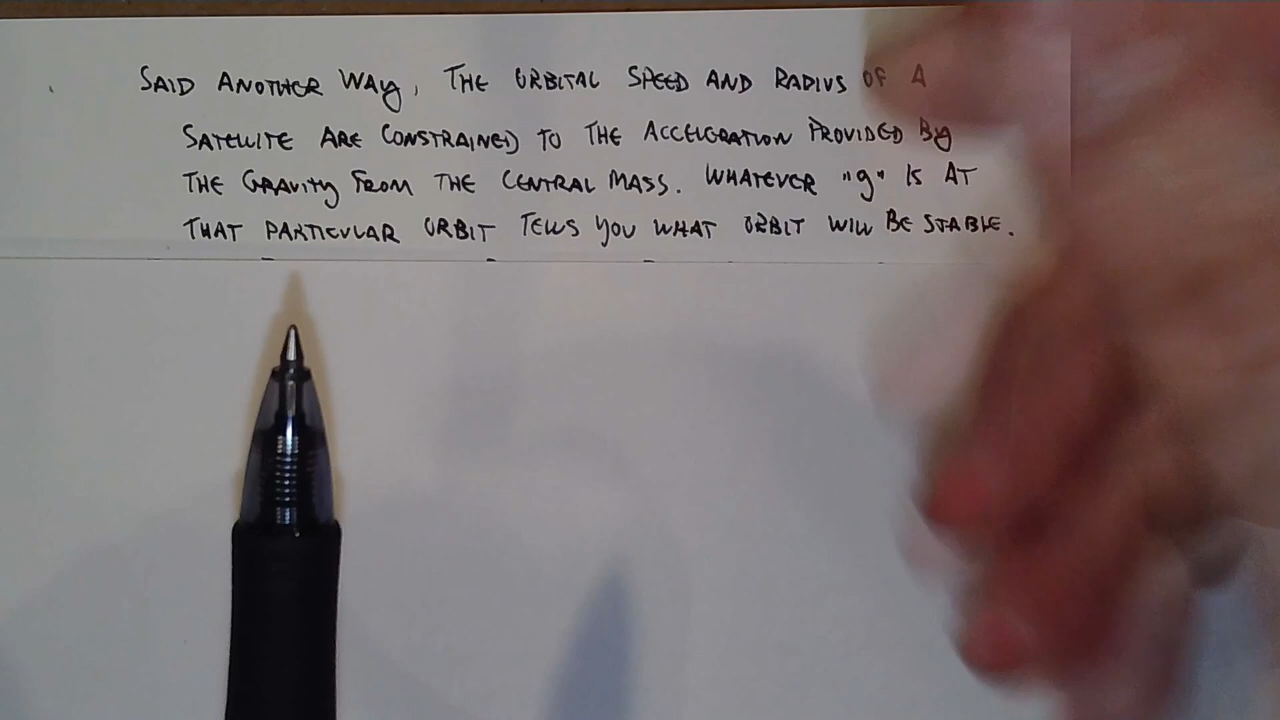 SAID ANOTHER WAy, THE ORBITAL SPEED AND RADIUS OF A
SATELLITE ARE CONSTRAINED TO THE ACCELERATION PROVIDED By
THE GRAVITy FROM THE CENTRAL MASS. WHATEVER "g" IS AT
THAT PARTICULAR ORBIT TELLS YOU WHAT ORBIT WILL BE STABLE.